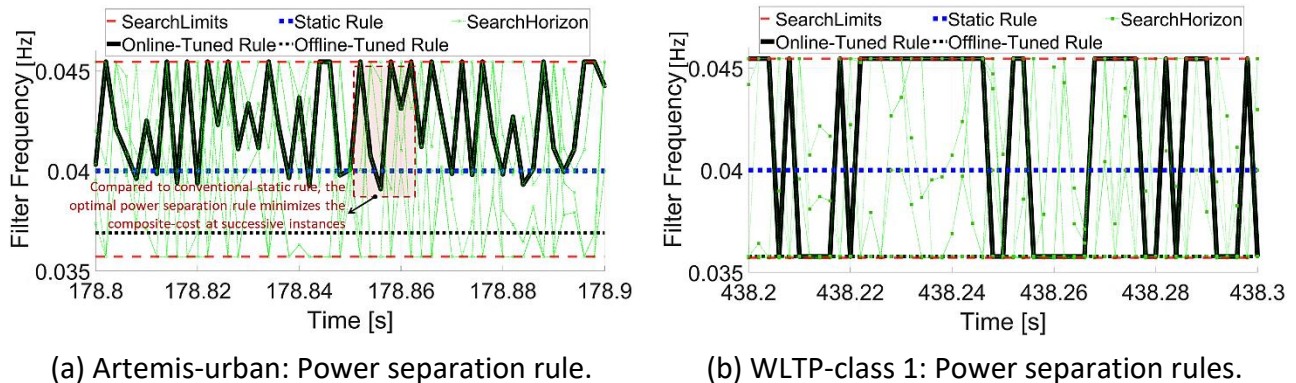 SearchLimits Static Rule SearchHorizon
Online-Tuned Rule Offline-Tuned Rule
Filter Frequency [Hz]
0.045
0.04
0.035
Compared to conventional static rule, the
optimal power separation rule minimizes the
composite-cost at successive instances
178.8 178.82 178.84 178.86 178.88 178.9
Time [s]
(a) Artemis-urban: Power separation rule.
SearchLimits Static Rule SearchHorizon
Online-Tuned Rule Offline-Tuned Rule
Filter Frequency [Hz]
0.045
0.04
0.035
438.2 438.22 438.24 438.26 438.28 438.3
Time [s]
(b) WLTP-class 1: Power separation rules.